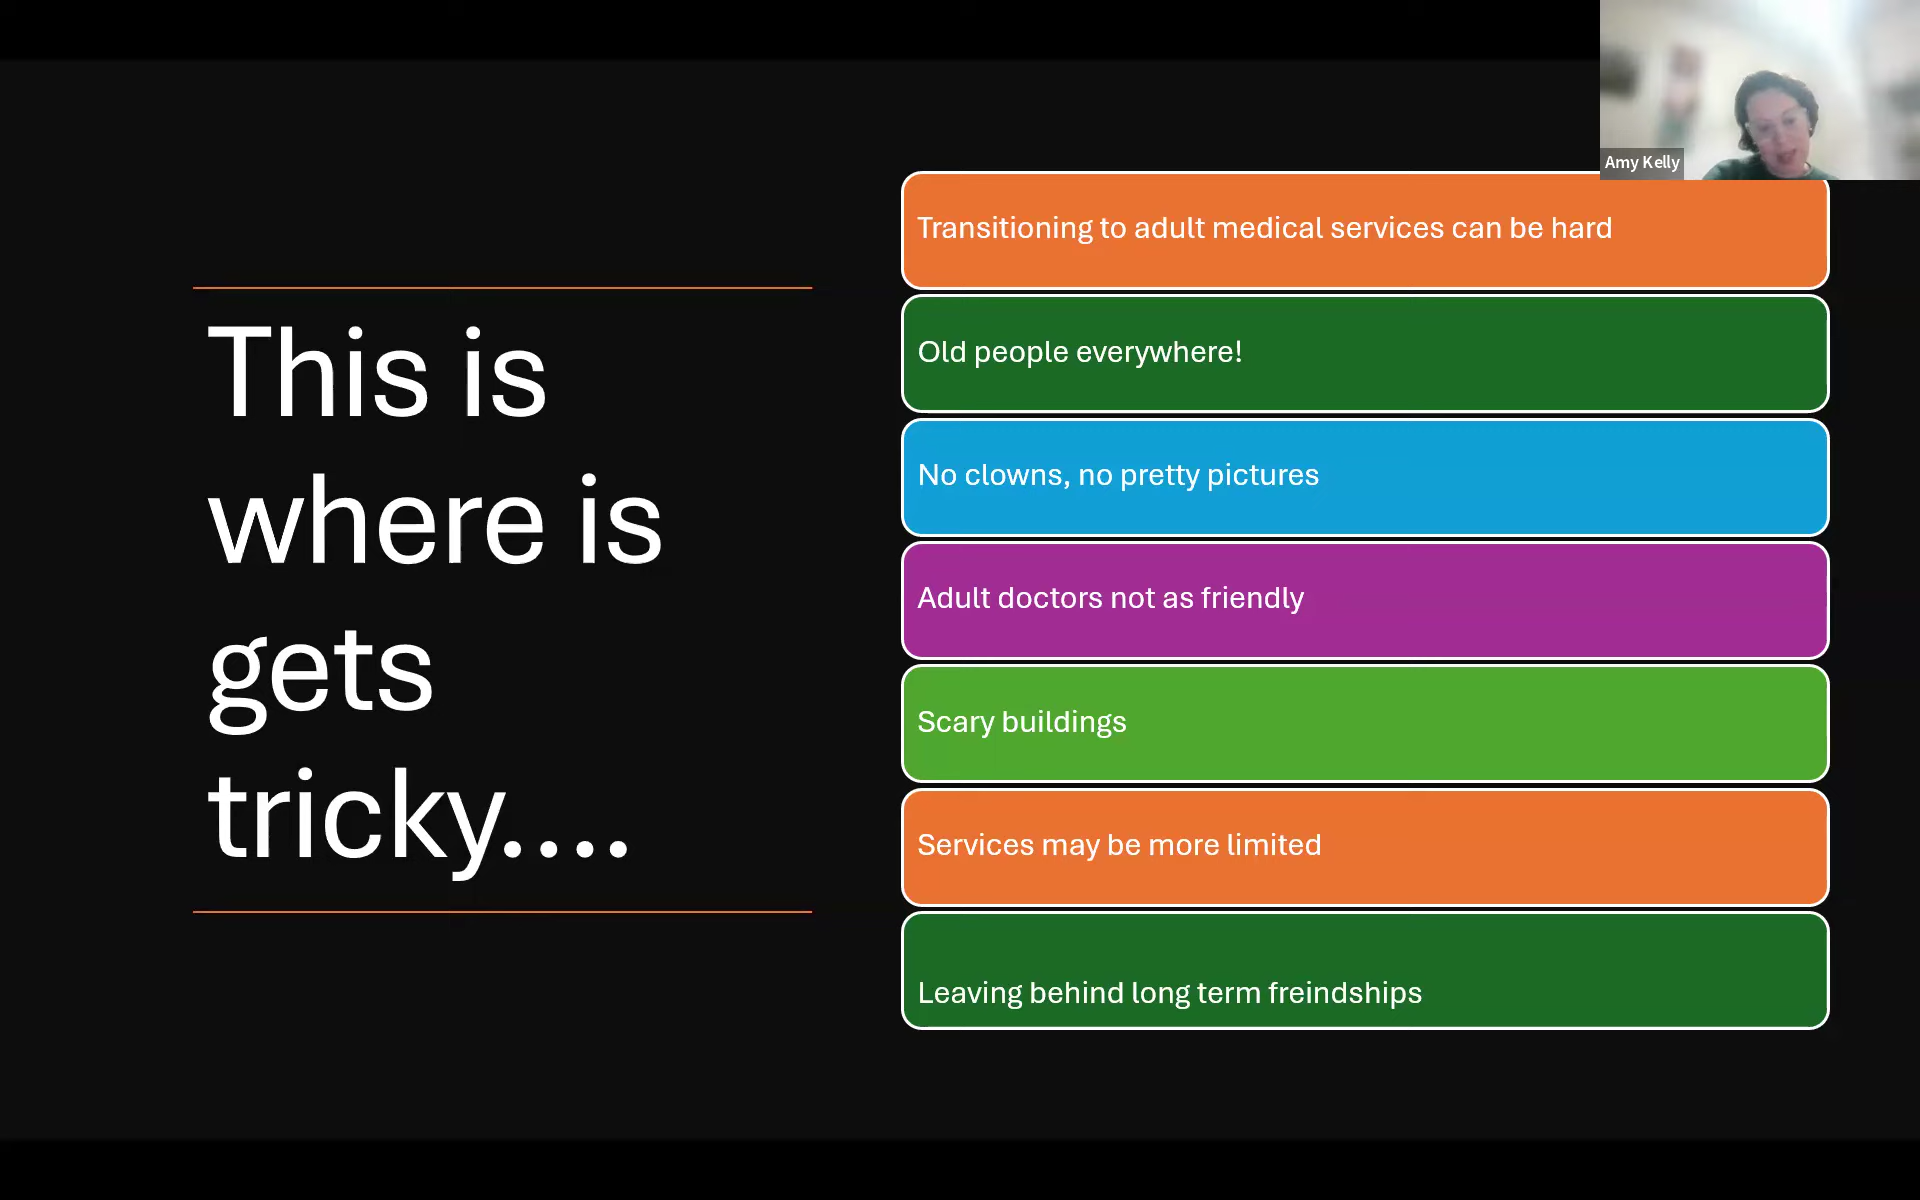 This is
where is
gets
tricky....
Amy Kelly
Transitioning to adult medical services can be hard
Old people everywhere!
No clowns, no pretty pictures
Adult doctors not as friendly
Scary buildings
Services may be more limited
Leaving behind long term freindships